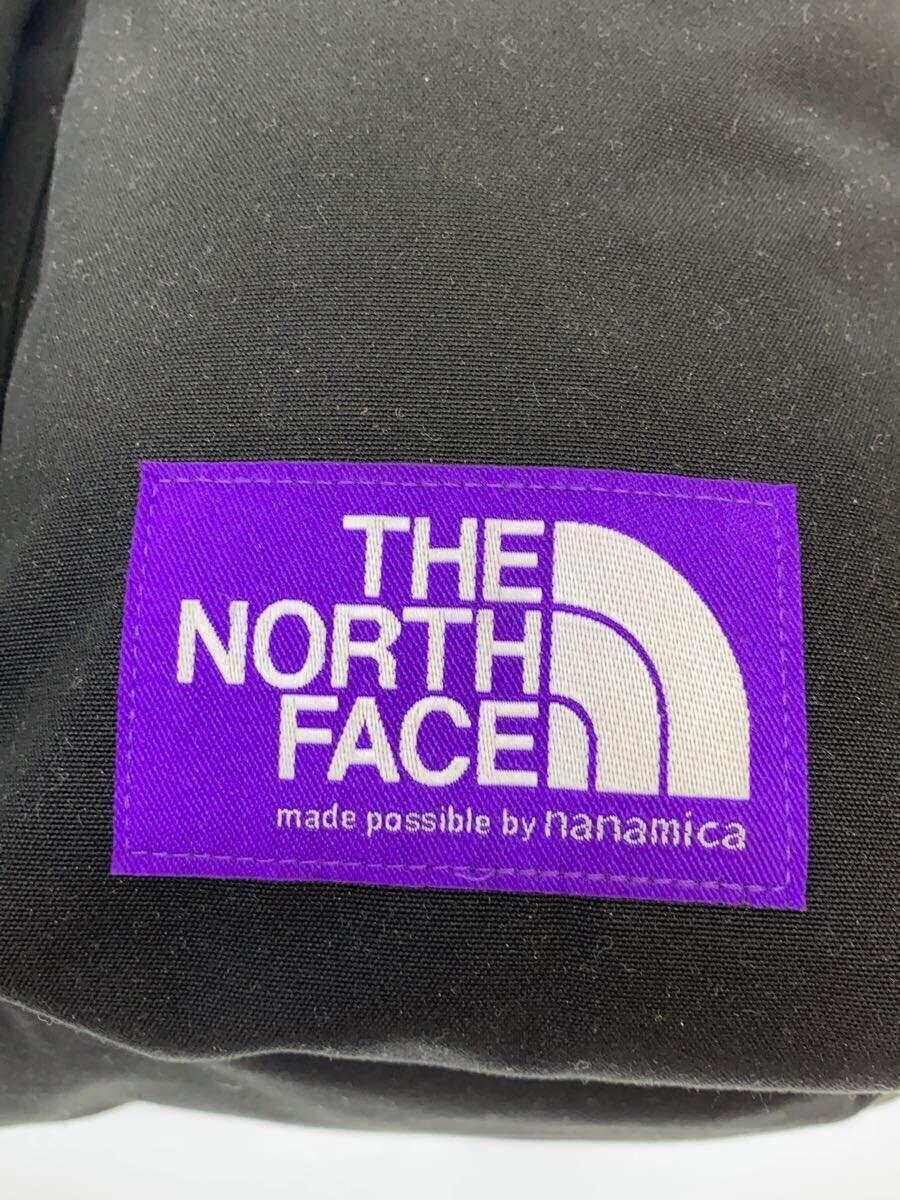 THE
NORTH
FACE
made possible by nanamica